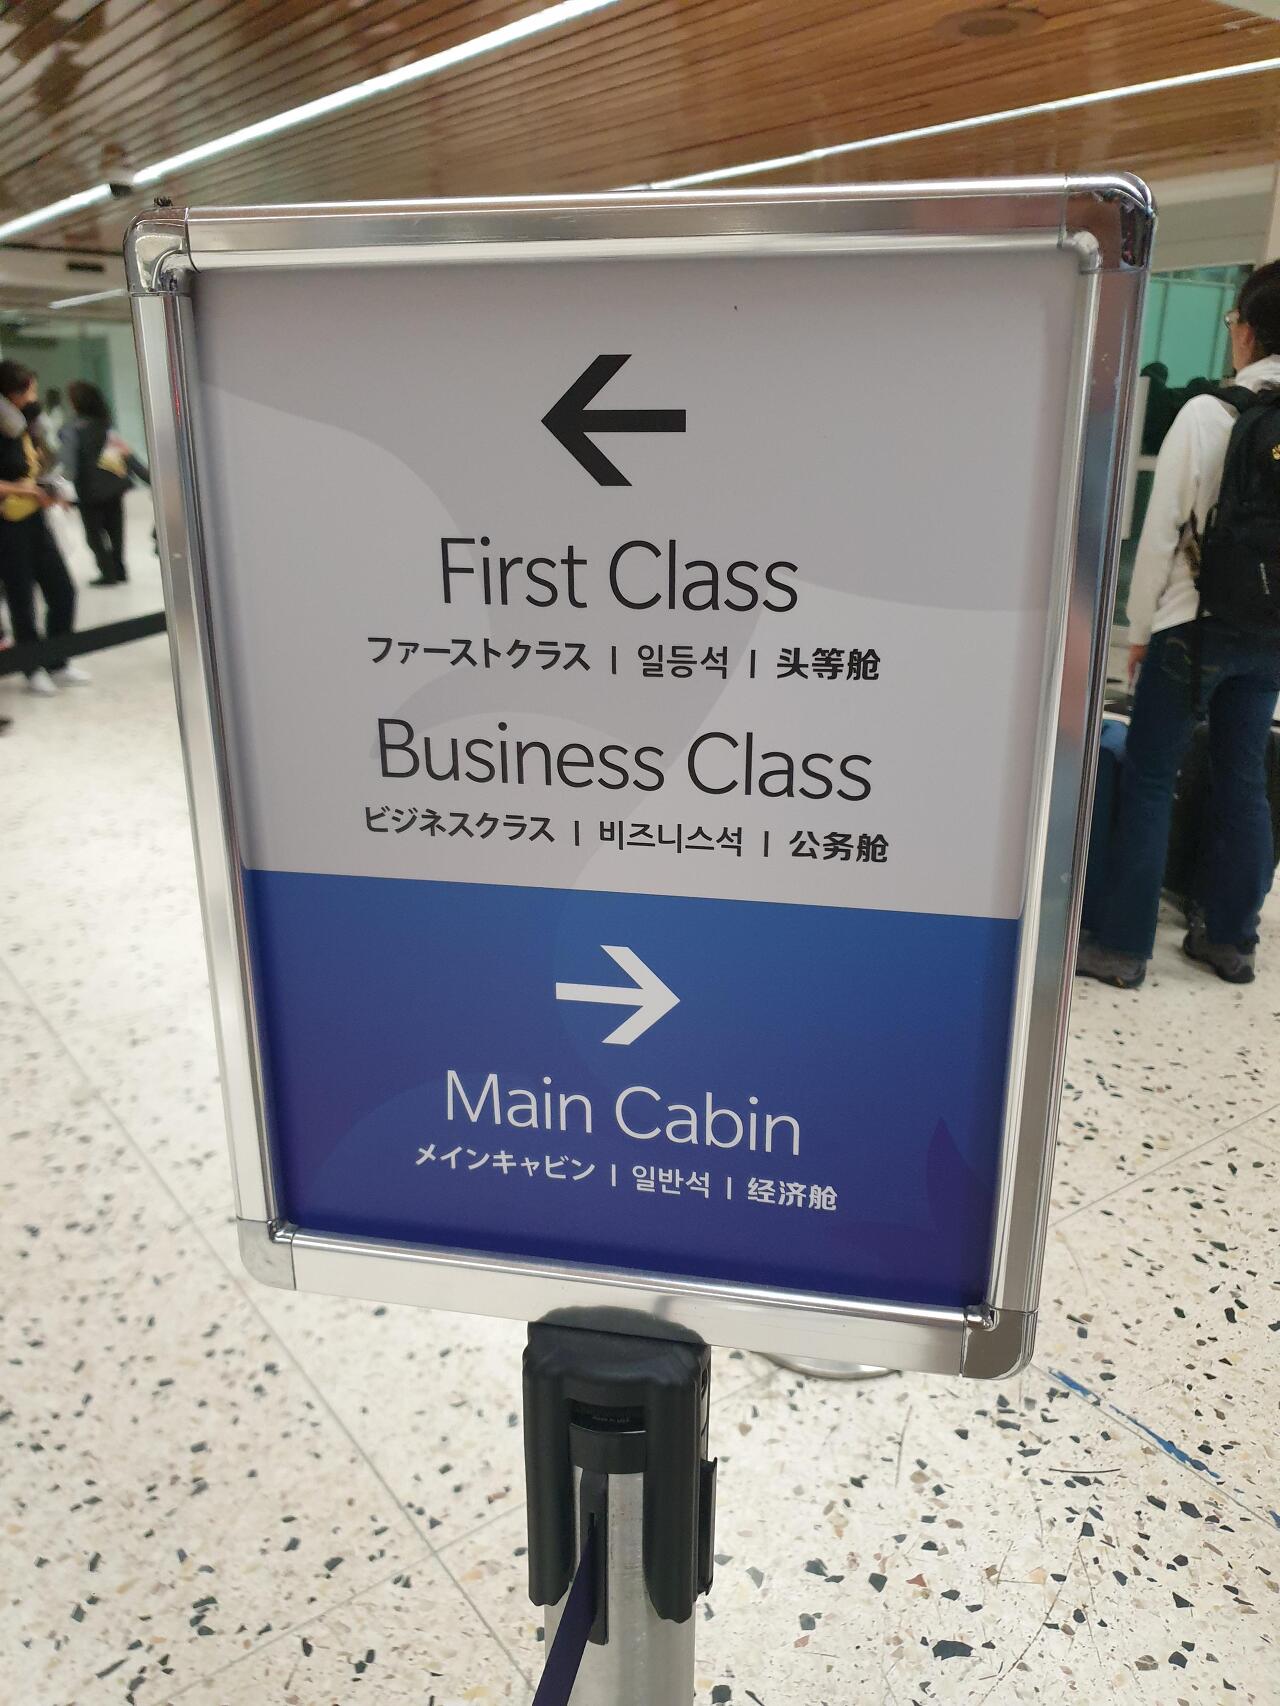 ←
First Class
ファーストクラス | 일등석 | 头等舱
Business Class
ビジネスクラス | 비즈니스석 | 公务舱
→
Main Cabin
メインキャビン | 일반석 | 经济舱